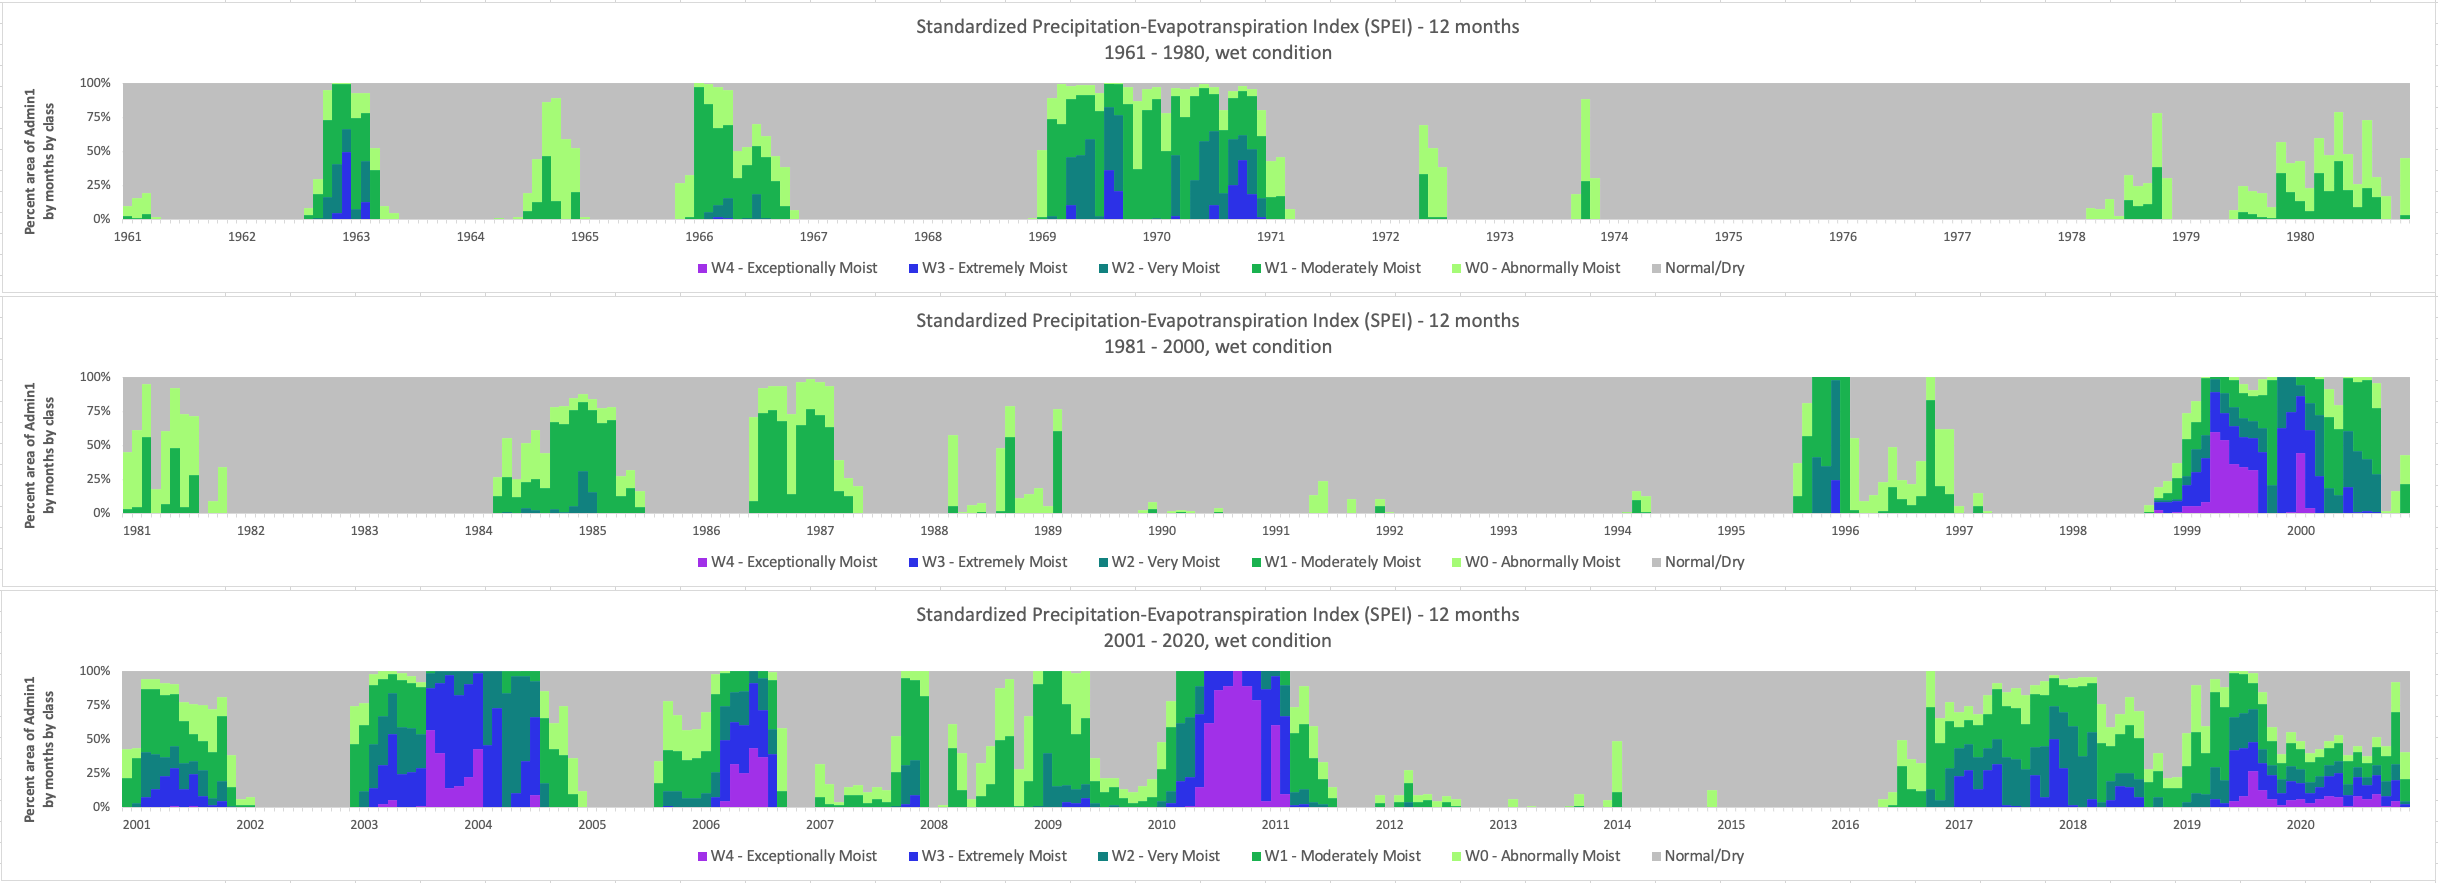 Standardized Precipitation-Evapotranspiration Index (SPEI) - 12 months
1961 - 1980, wet condition
Percent area of Admin1
by months by class
100%
75%
50%
25%
0%
1961 1962 1963 1964 1965 1966 1967 1968 1969 1970 1971 1972 1973 1974 1975 1976 1977 1978 1979 1980
W4 - Exceptionally Moist W3 - Extremely Moist W2 - Very Moist W1 - Moderately Moist W0 - Abnormally Moist Normal/Dry
Standardized Precipitation-Evapotranspiration Index (SPEI) - 12 months
1981 - 2000, wet condition
Percent area of Admin1
by months by class
100%
75%
50%
25%
0%
1981 1982 1983 1984 1985 1986 1987 1988 1989 1990 1991 1992 1993 1994 1995 1996 1997 1998 1999 2000
W4 - Exceptionally Moist W3 - Extremely Moist W2 - Very Moist W1 - Moderately Moist W0 - Abnormally Moist Normal/Dry
Standardized Precipitation-Evapotranspiration Index (SPEI) - 12 months
2001 - 2020, wet condition
Percent area of Admin1
by months by class
100%
75%
50%
25%
0%
2001 2002 2003 2004 2005 2006 2007 2008 2009 2010 2011 2012 2013 2014 2015 2016 2017 2018 2019 2020
W4 - Exceptionally Moist W3 - Extremely Moist W2 - Very Moist W1 - Moderately Moist W0 - Abnormally Moist Normal/Dry